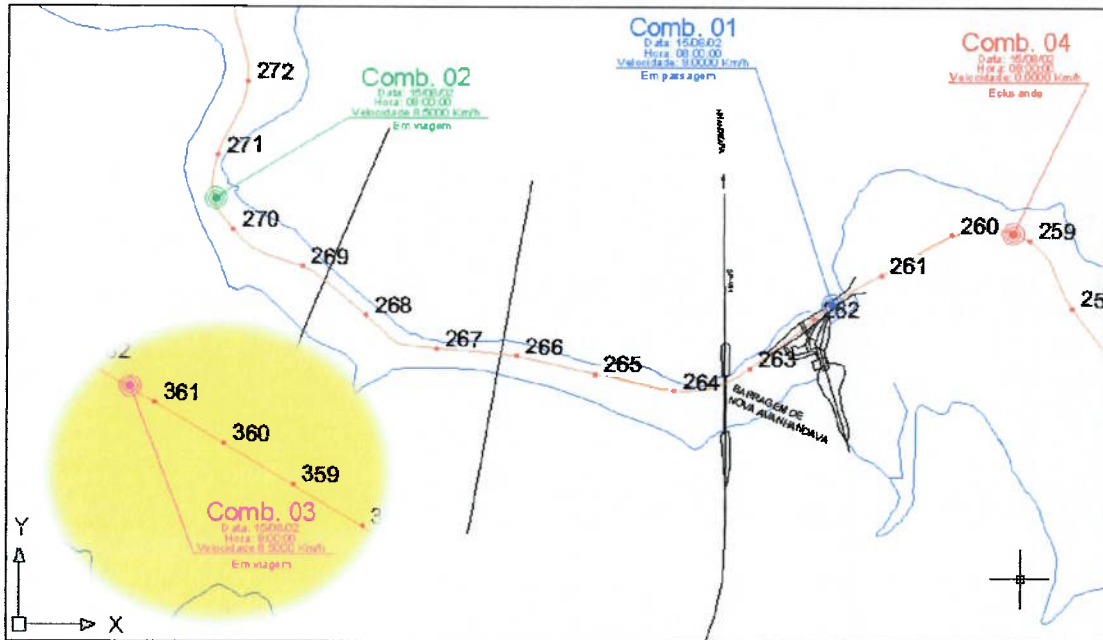 272
271
270
269
268
267
266
265
264
263
262
261
260
259
25
Comb. 02
Data: 15/08/02
Hora: 08:00:00
Velocidade: 8.5000 Km/h
Em viagem
Comb. 01
Data: 15/08/02
Hora: 08:00:00
Velocidade: 8.0000 Km/h
Em passagem
Comb. 04
Data: 15/08/02
Hora: 08:00:00
Velocidade: 0.0000 Km/h
Eclusando
BARRAGEM DE
NOVA AVANHANDAVA
361
360
359
3
Comb. 03
Data: 15/08/02
Hora: 8:00:00
Velocidade: 8.5000 Km/h
Em viagem
Y
X